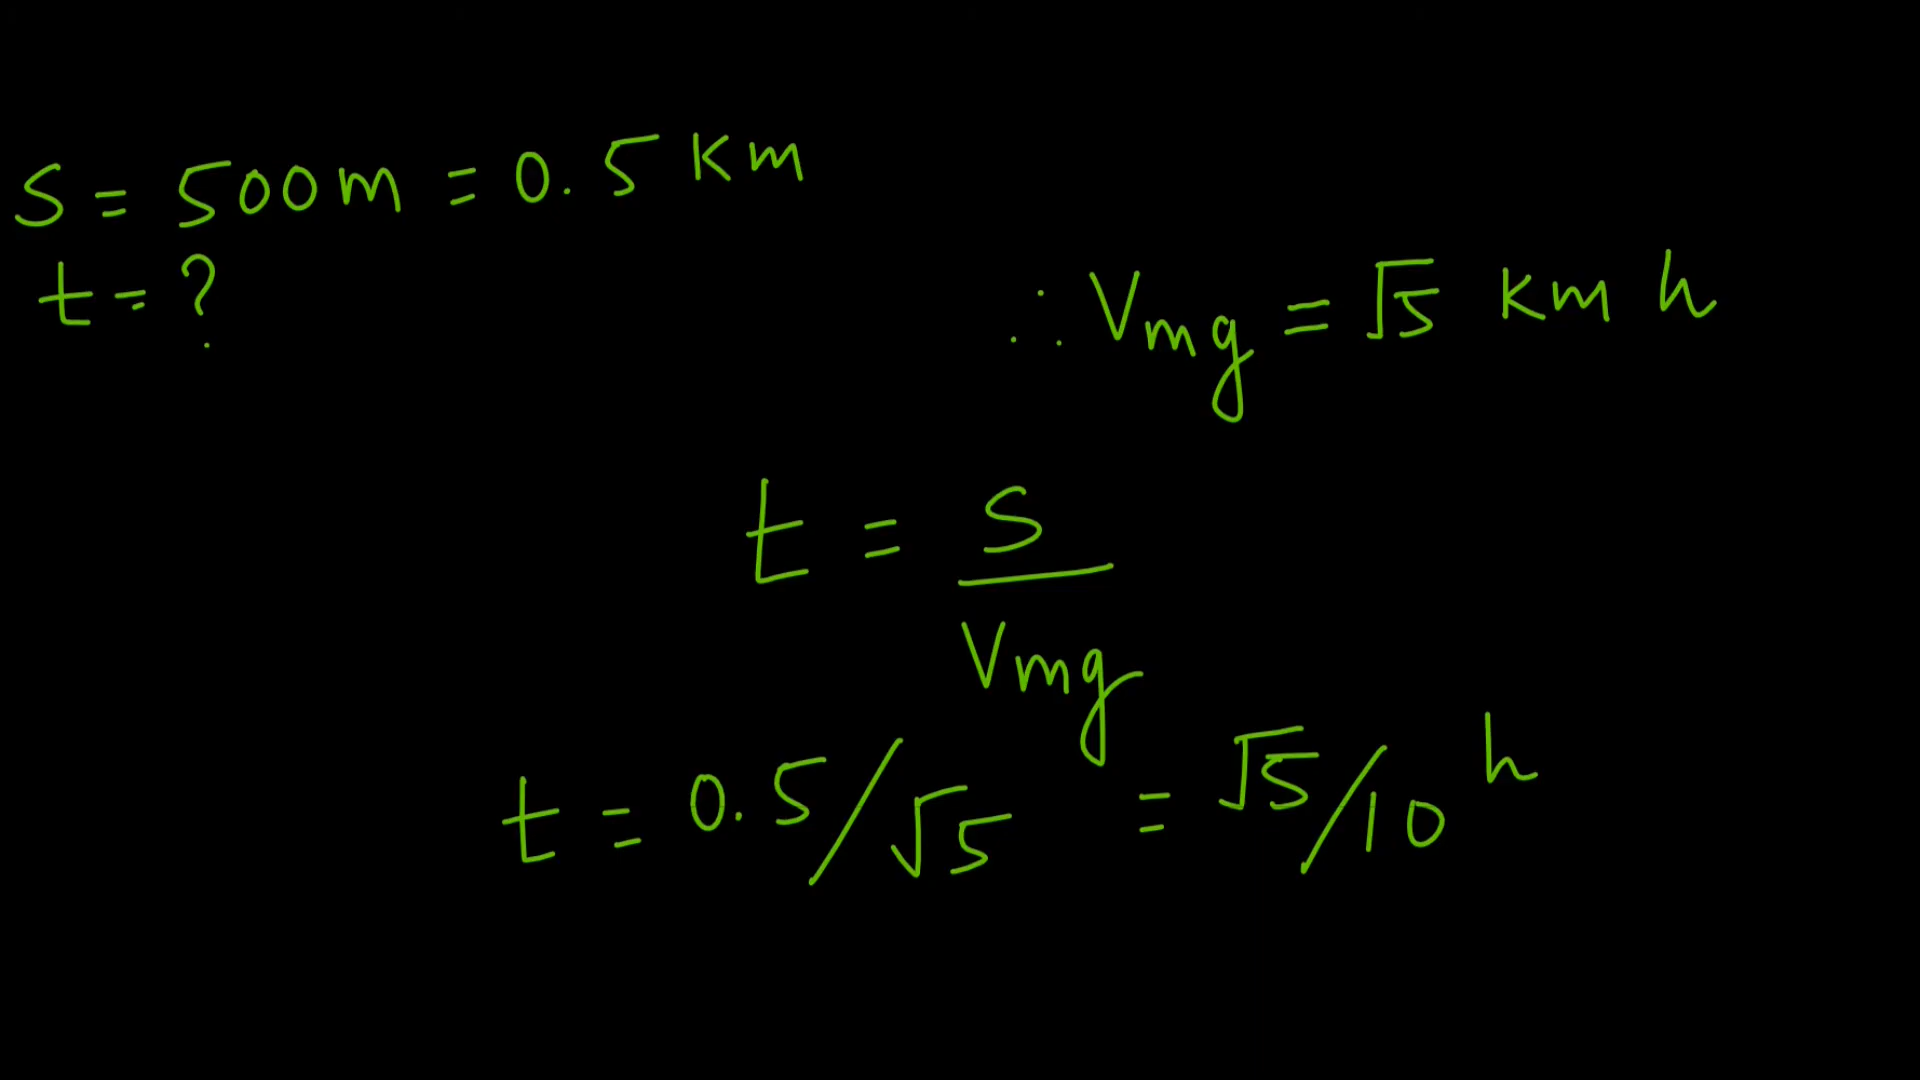 S = 500m = 0.5 Km
t = ?
∴ Vmg = √5 Km h
t = S
Vmg
t = 0.5/√5 = √5/10 h